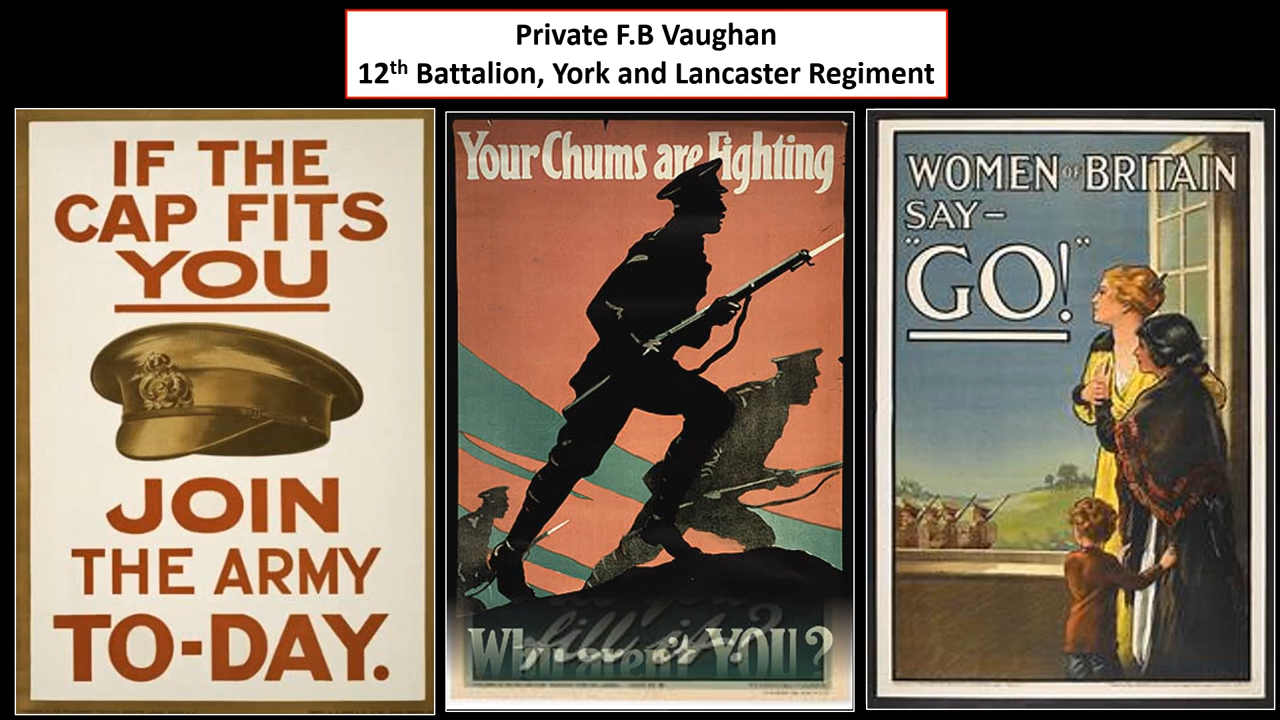 Private F.B Vaughan
12th Battalion, York and Lancaster Regiment
IF THE
CAP FITS
YOU
JOIN
THE ARMY
TO-DAY.
Your Chums are Fighting
Why aren't YOU?
WOMEN OF BRITAIN
SAY –
"GO!"